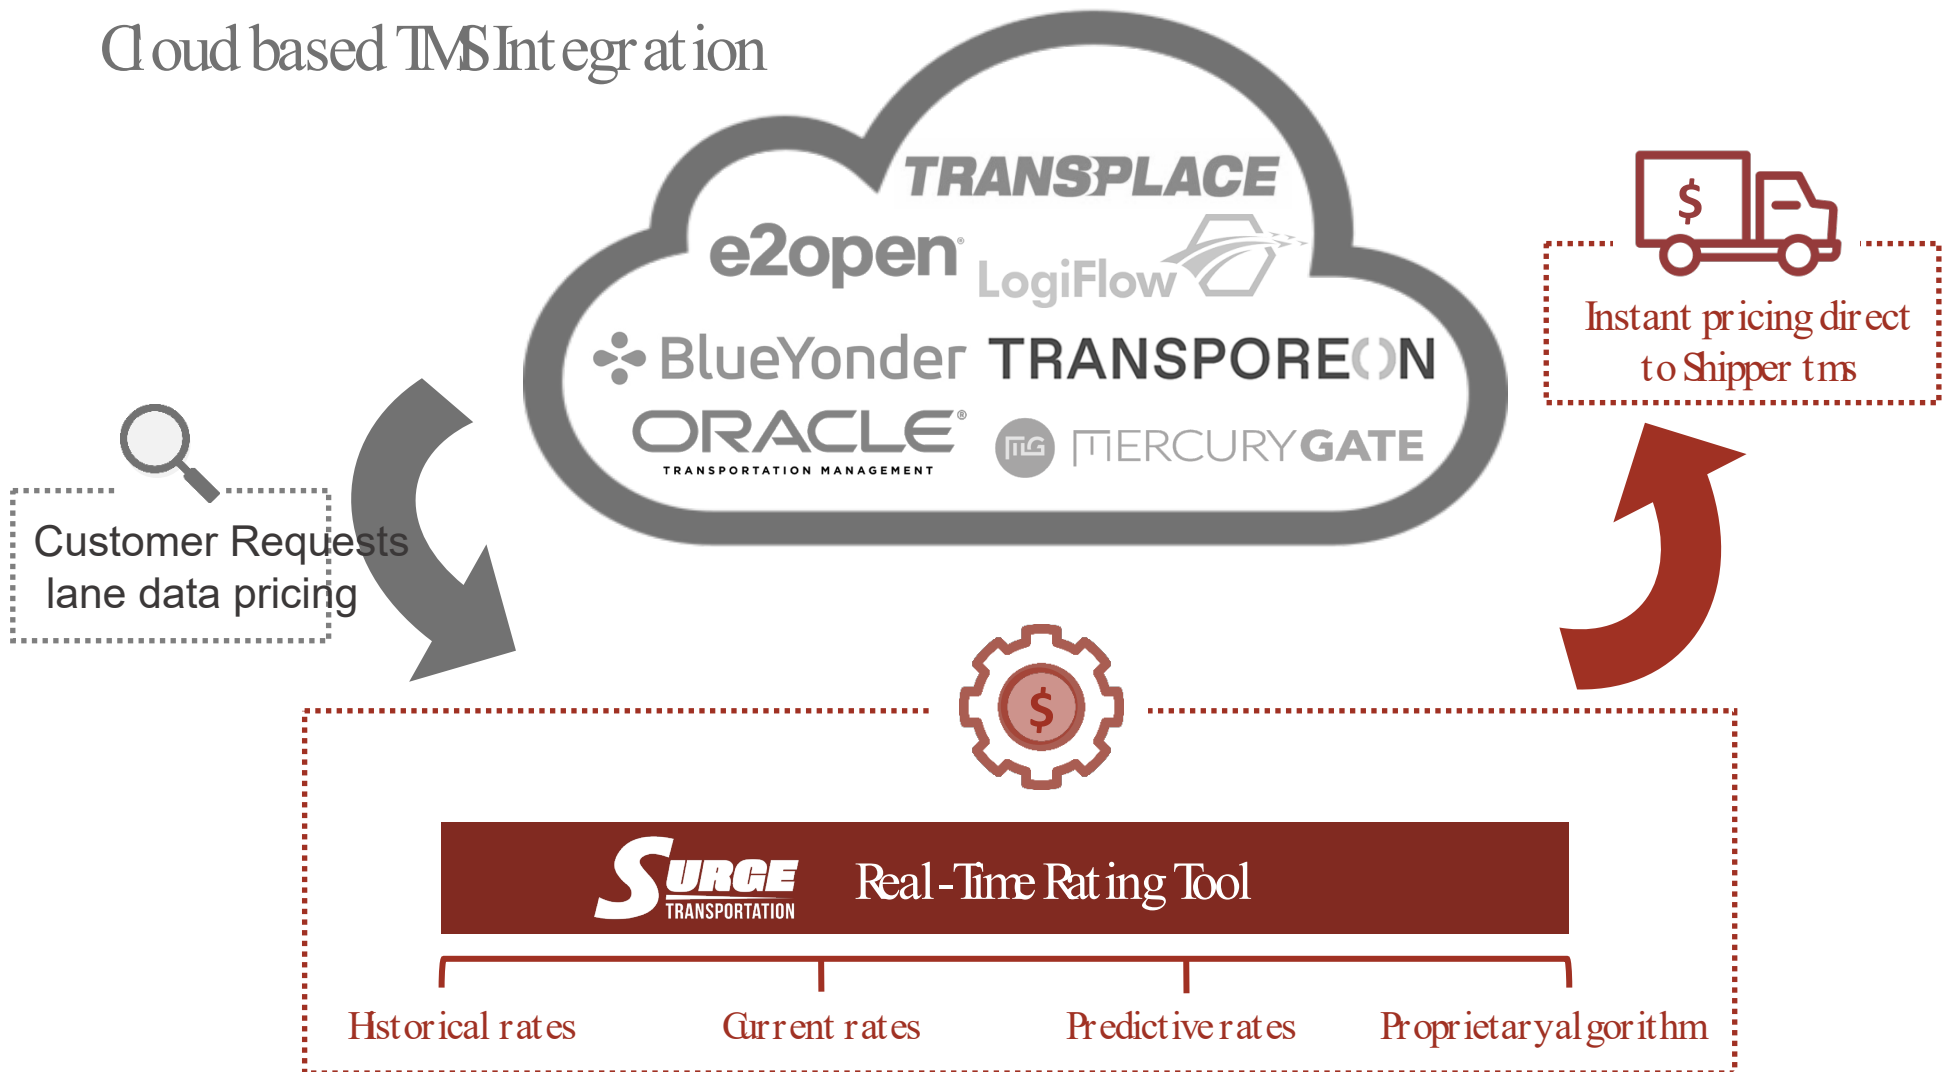 Cloud based TMS Integration
TRANSPLACE
e2open®
LogiFlow
BlueYonder
TRANSPOREON
ORACLE®
TRANSPORTATION MANAGEMENT
MG MERCURYGATE
$
Instant pricing direct
to Shipper tms
Customer Requests
lane data pricing
$
SURGE
TRANSPORTATION
Real-Time Rating Tool
Historical rates
Current rates
Predictive rates
Proprietary algorithm